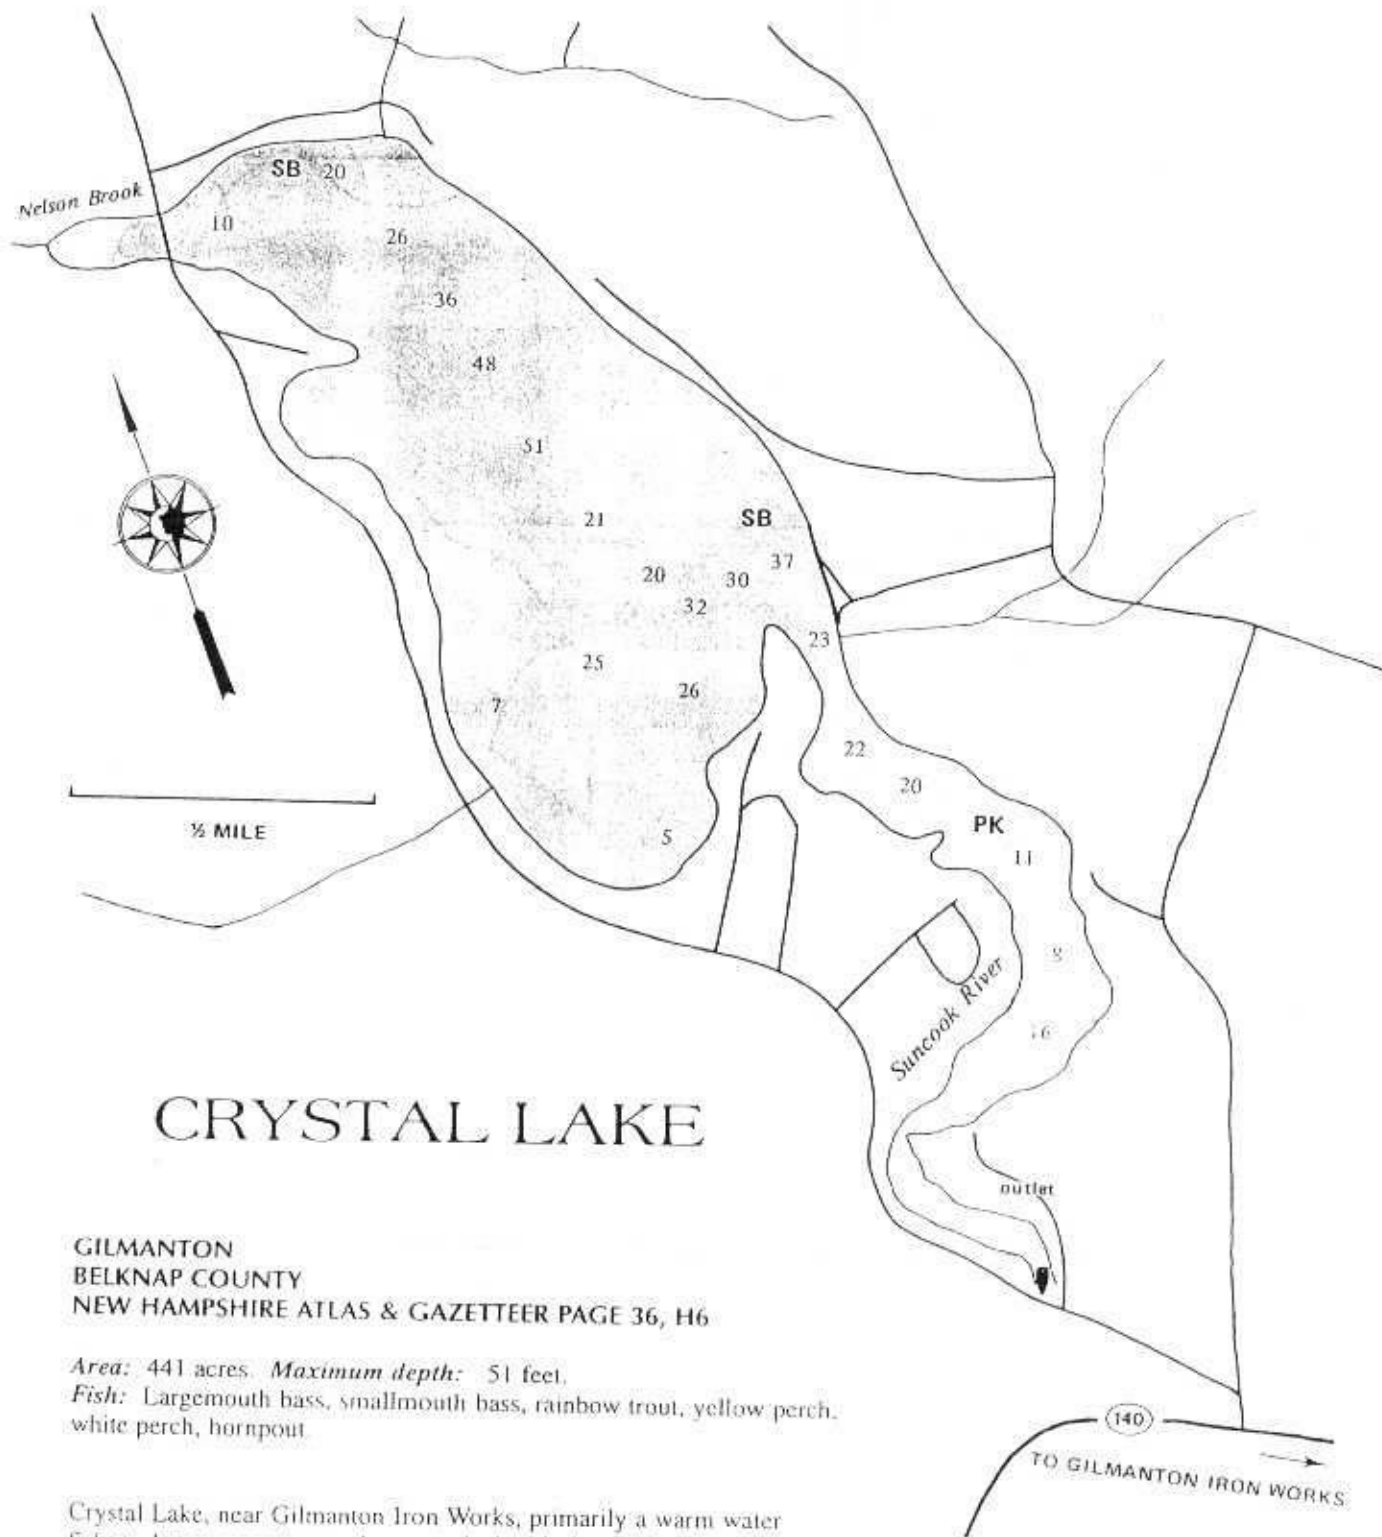 SB 20
Nelson Brook
10
26
36
48
51
21
SB
37
20
30
32
23
25
26
7
22
20
½ MILE
PK
5
11
8
Suncook River
6
CRYSTAL LAKE
outlet
GILMANTON
BELKNAP COUNTY
NEW HAMPSHIRE ATLAS & GAZETTEER PAGE 36, H6
Area: 441 acres. Maximum depth: 51 feet.
Fish: Largemouth bass, smallmouth bass, rainbow trout, yellow perch,
white perch, hornpout
140
TO GILMANTON IRON WORKS
Crystal Lake, near Gilmanton Iron Works, primarily a warm water